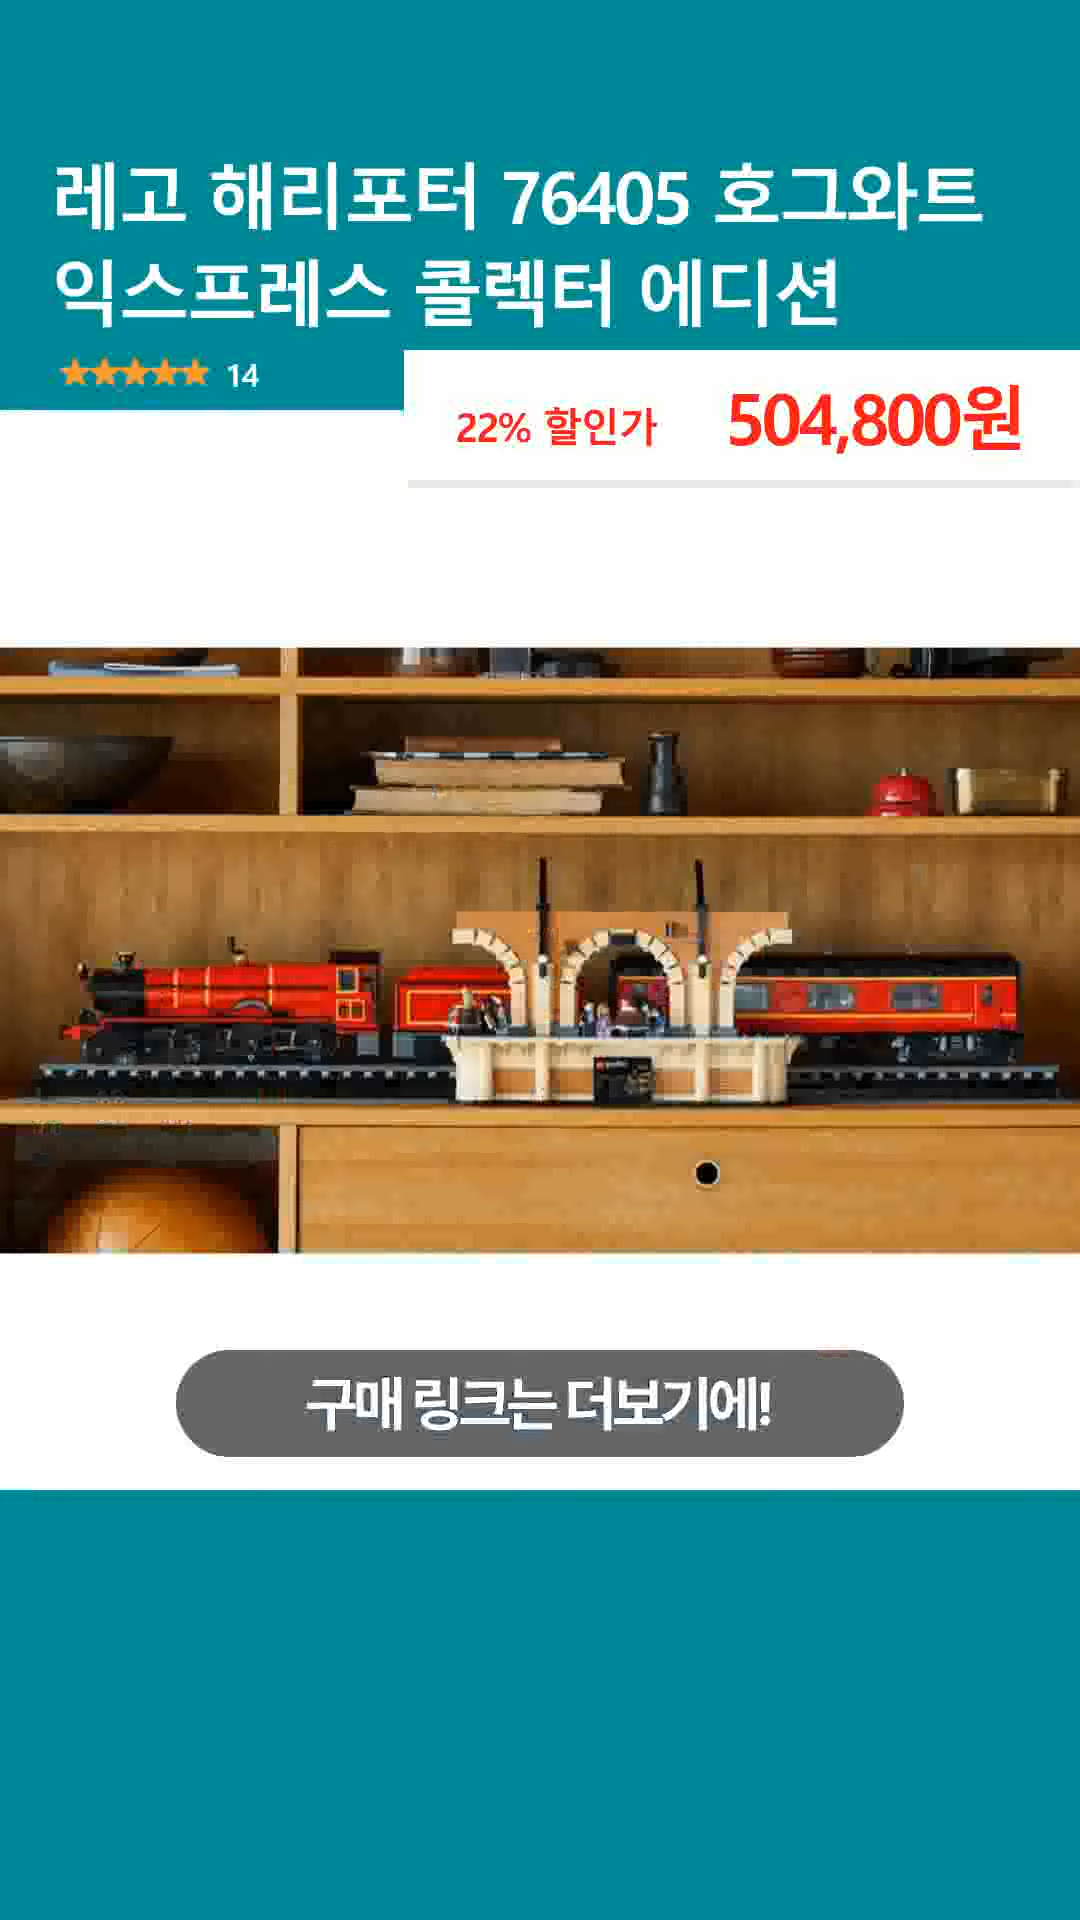 레고 해리포터 76405 호그와트
익스프레스 콜렉터 에디션
14
22% 할인가 504,800원
구매 링크는 더보기에!